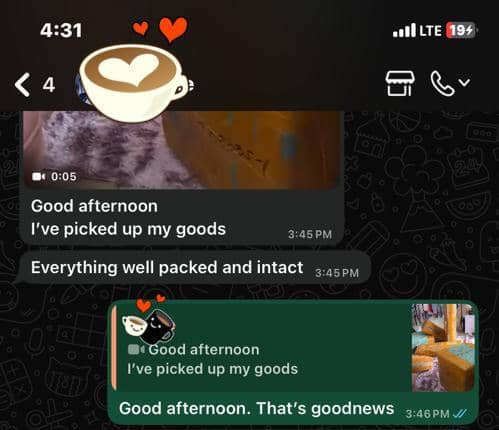 4:31
LTE 19
4
0:05
Good afternoon
I've picked up my goods
3:45 PM
Everything well packed and intact 3:45 PM
Good afternoon
I've picked up my goods
Good afternoon. That's goodnews 3:46 PM